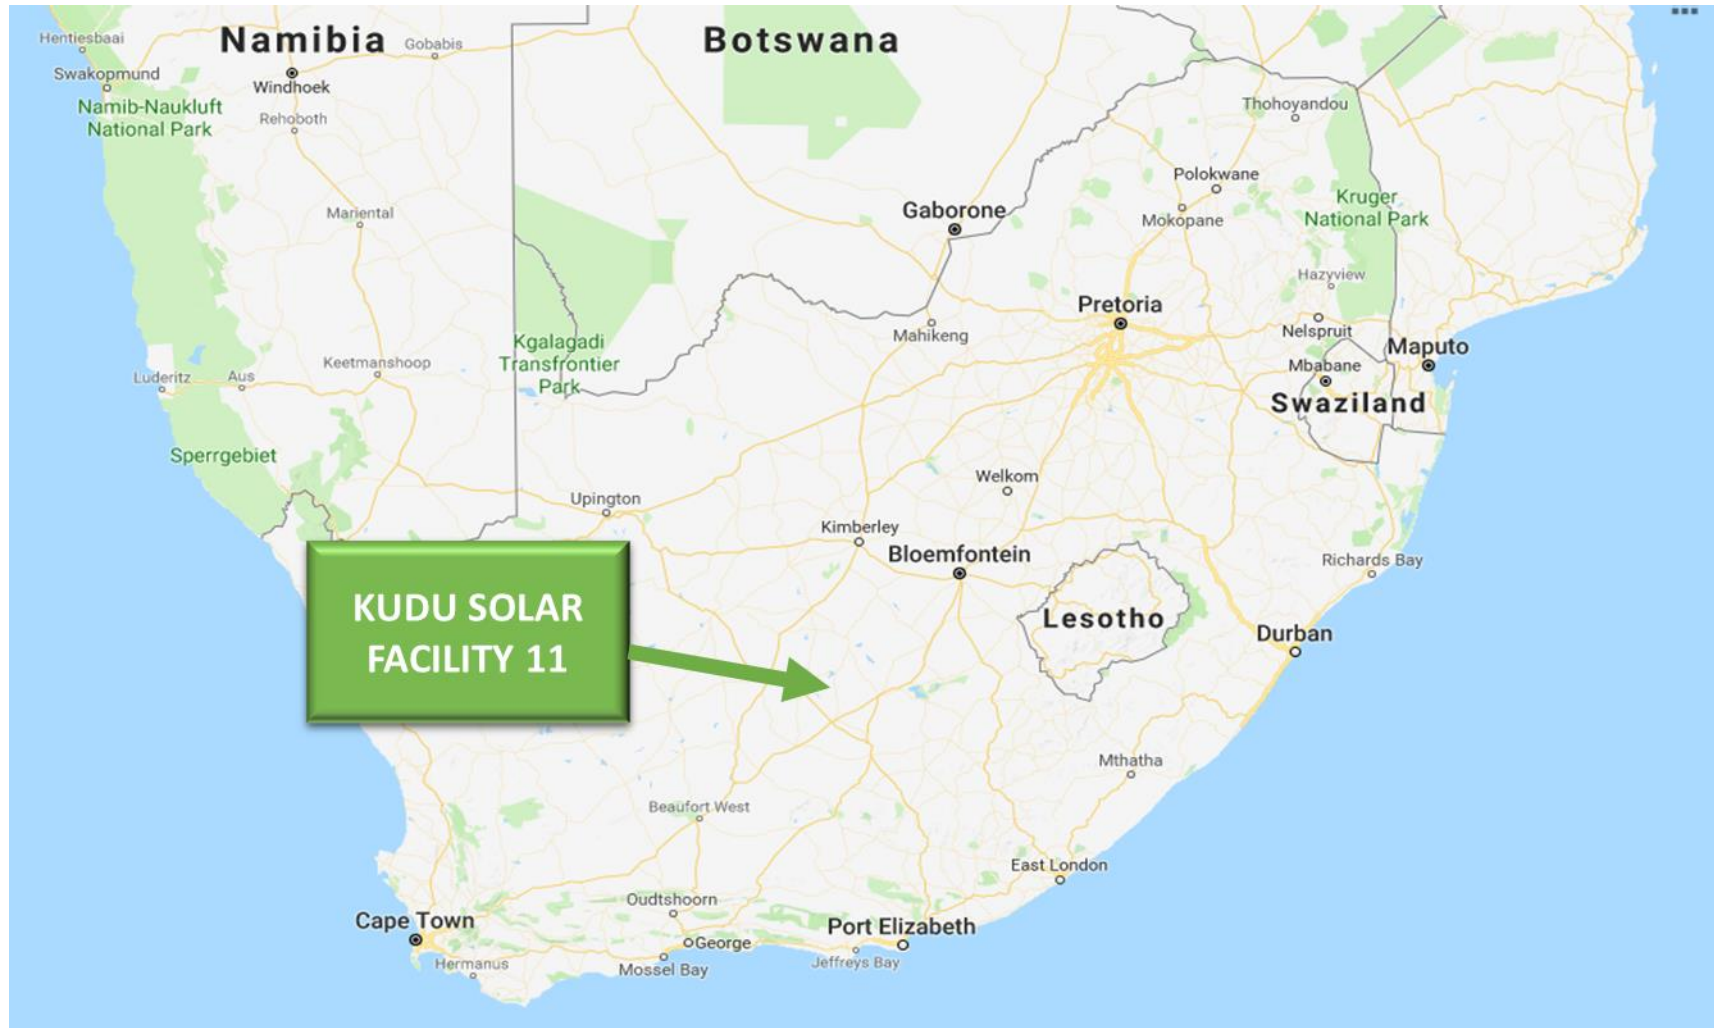 Hentiesbaai
Namibia
Gobabis
Botswana
Swakopmund
Windhoek
Namib-Naukluft
National Park
Rehoboth
Thohoyandou
Polokwane
Mokopane
Kruger
National Park
Mariental
Gaborone
Hazyview
Pretoria
Nelspruit
Mahikeng
Maputo
Kgalagadi
Transfrontier
Park
Keetmanshoop
Luderitz
Aus
Mbabane
Swaziland
Sperrgebiet
Welkom
Upington
Kimberley
Bloemfontein
Richards Bay
KUDU SOLAR
FACILITY 11
Lesotho
Durban
Mthatha
Beaufort West
East London
Oudtshoorn
Cape Town
Port Elizabeth
George
Hermanus
Mossel Bay
Jeffreys Bay